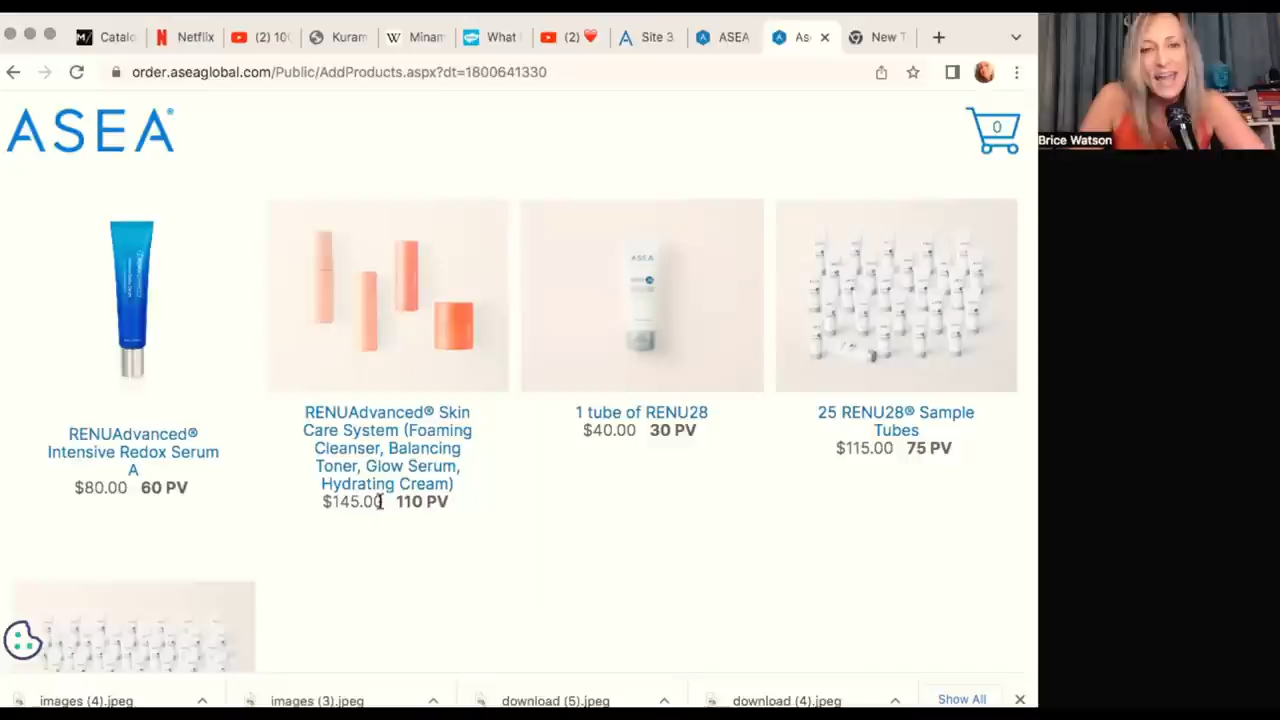 Catalo
Netflix
(2) 100
Kuram
W
Minam
What
(2)
Site 3
ASEA
As
New T
order.aseaglobal.com/Public/AddProducts.aspx?dt=1800641330
ASEA®
0
Brice Watson
ASEA
RENUAdvanced®
Intensive Redox Serum
A
$80.00 60 PV
RENUAdvanced® Skin
Care System (Foaming
Cleanser, Balancing
Toner, Glow Serum,
Hydrating Cream)
$145.00 110 PV
1 tube of RENU28
$40.00 30 PV
25 RENU28® Sample
Tubes
$115.00 75 PV
images (4).jpeg
images (3).jpeg
download (5).jpeg
download (4).jpeg
Show All